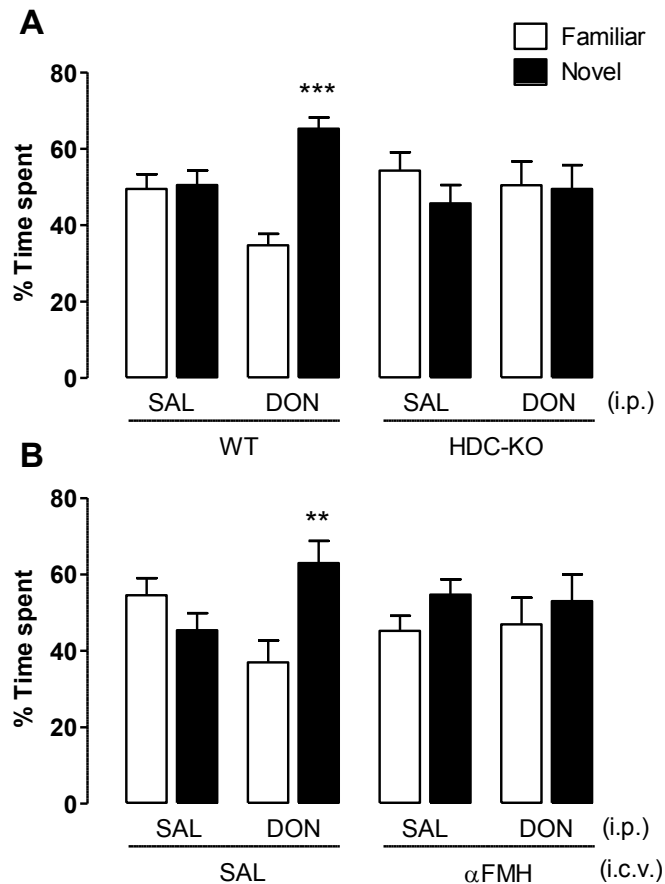 A
Familiar
Novel
% Time spent
80
60
40
20
0
***
SAL DON SAL DON (i.p.)
WT HDC-KO
B
% Time spent
80
60
40
20
0
**
SAL DON SAL DON (i.p.)
SAL αFMH (i.c.v.)